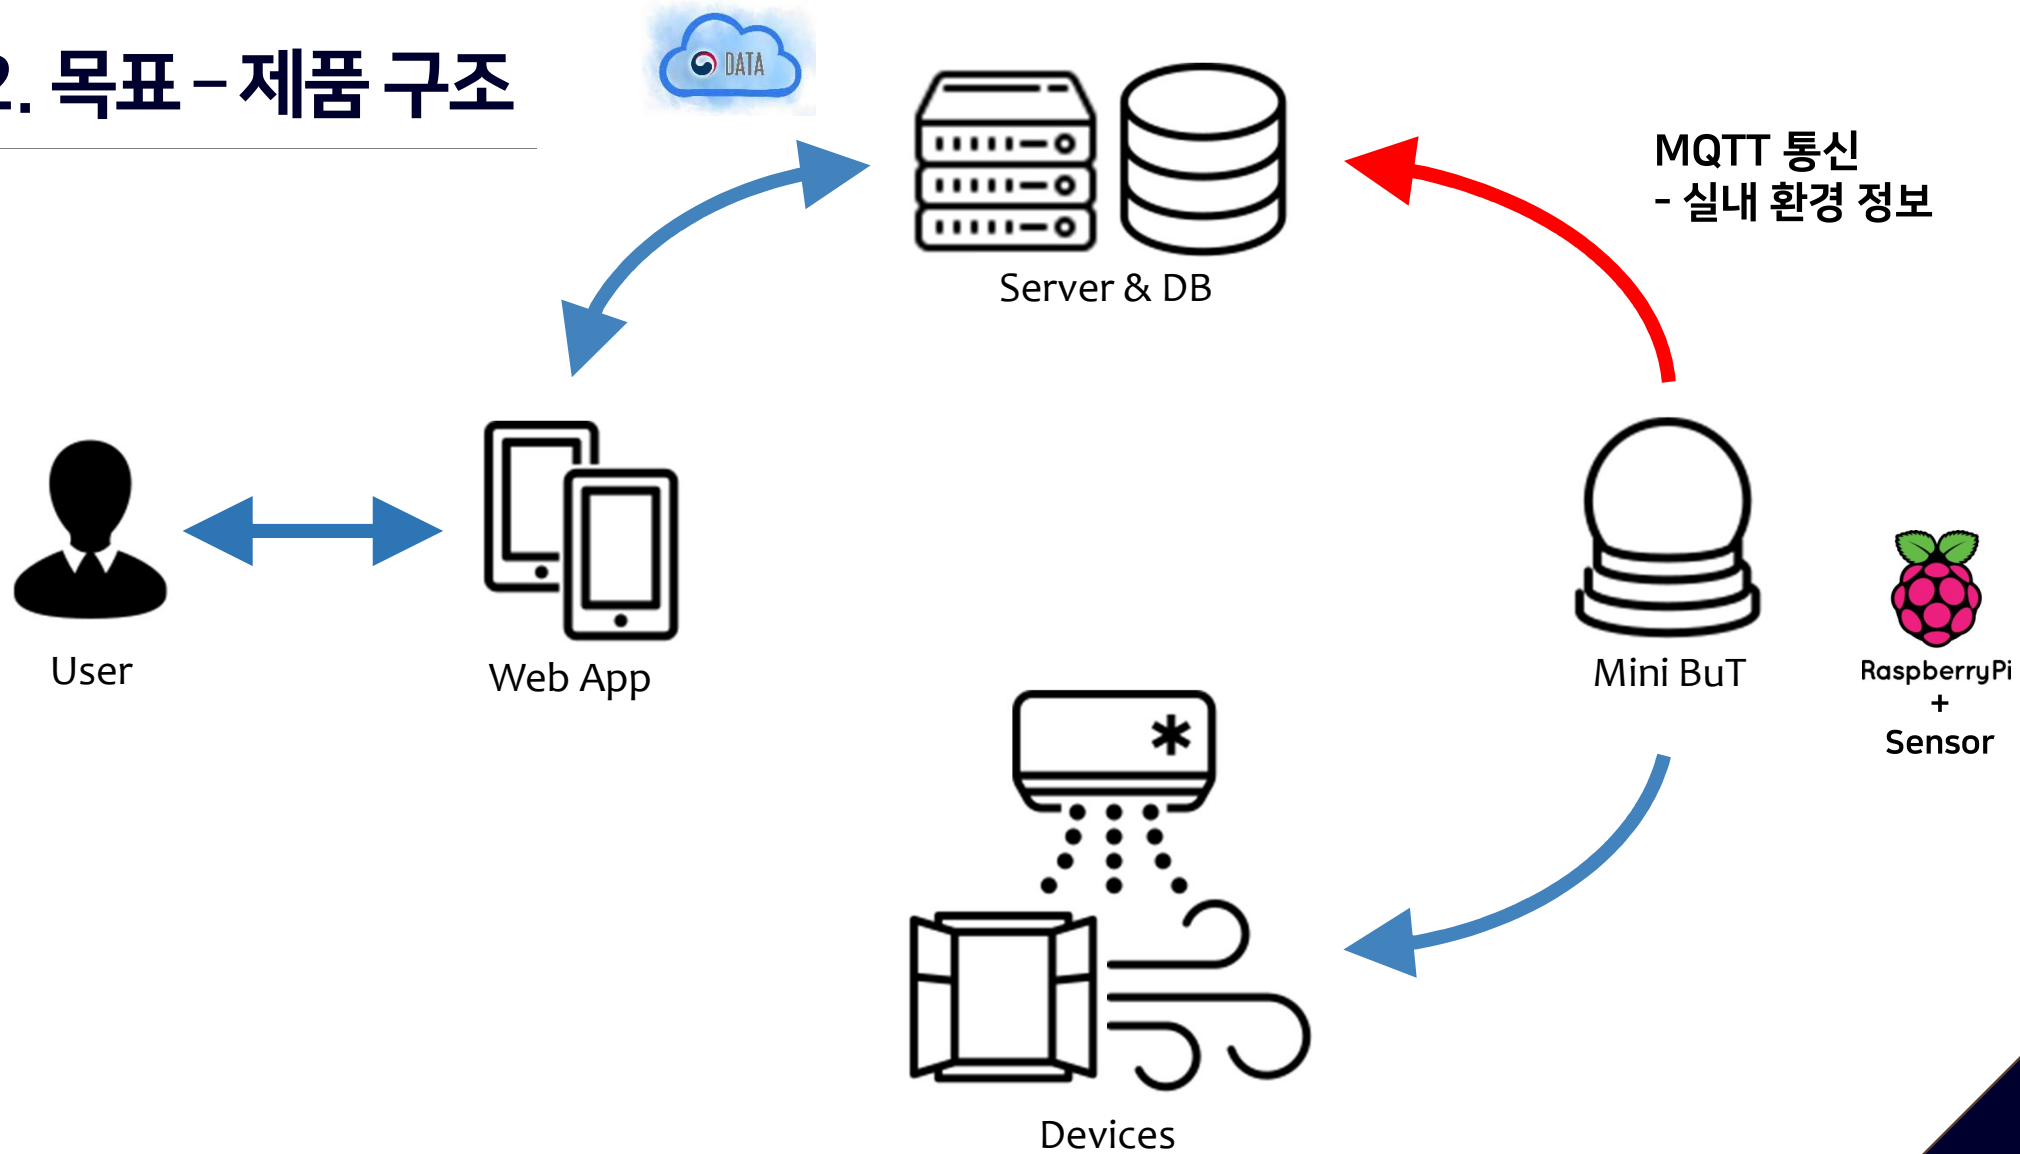 2. 목표 – 제품 구조
DATA
MQTT 통신
- 실내 환경 정보
Server & DB
User
Web App
Mini BuT
RaspberryPi
+
Sensor
Devices